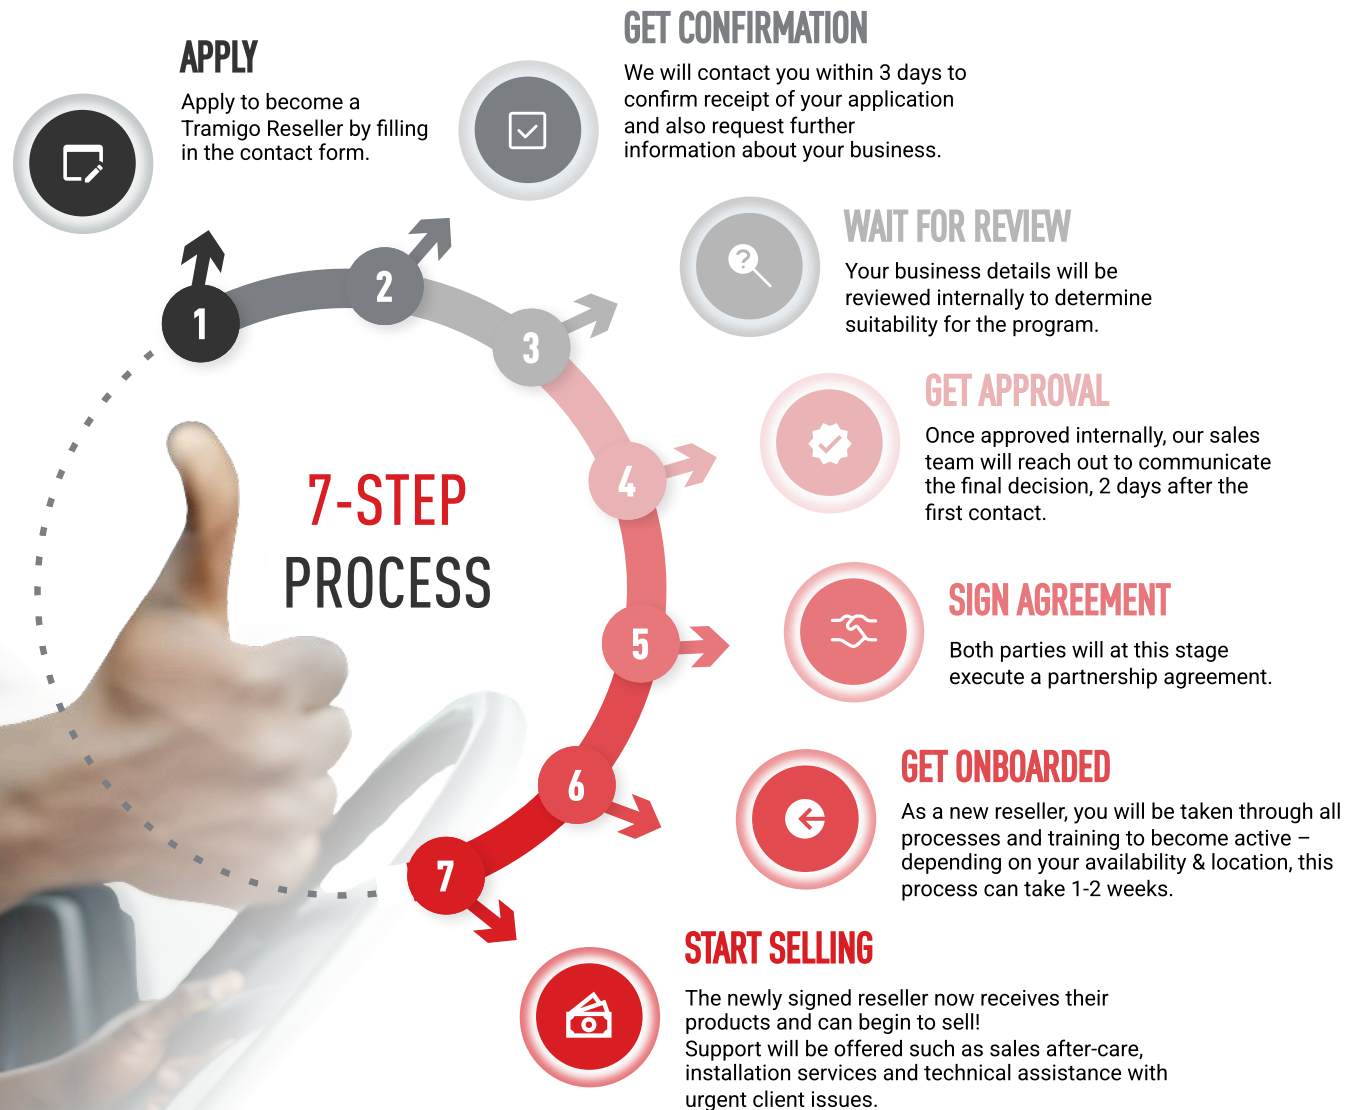 APPLY
Apply to become a
Tramigo Reseller by filling
in the contact form.
GET CONFIRMATION
We will contact you within 3 days to
confirm receipt of your application
and also request further
information about your business.
WAIT FOR REVIEW
Your business details will be
reviewed internally to determine
suitability for the program.
GET APPROVAL
Once approved internally, our sales
team will reach out to communicate
the final decision, 2 days after the
first contact.
SIGN AGREEMENT
Both parties will at this stage
execute a partnership agreement.
GET ONBOARDED
As a new reseller, you will be taken through all
processes and training to become active –
depending on your availability & location, this
process can take 1-2 weeks.
START SELLING
The newly signed reseller now receives their
products and can begin to sell!
Support will be offered such as sales after-care,
installation services and technical assistance with
urgent client issues.
1
2
3
4
5
6
7
7-STEP
PROCESS
?